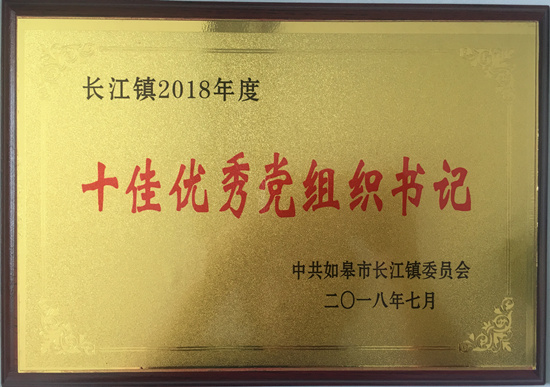 长江镇2018年度
十佳优秀党组织书记
中共如皋市长江镇委员会
二〇一八年七月